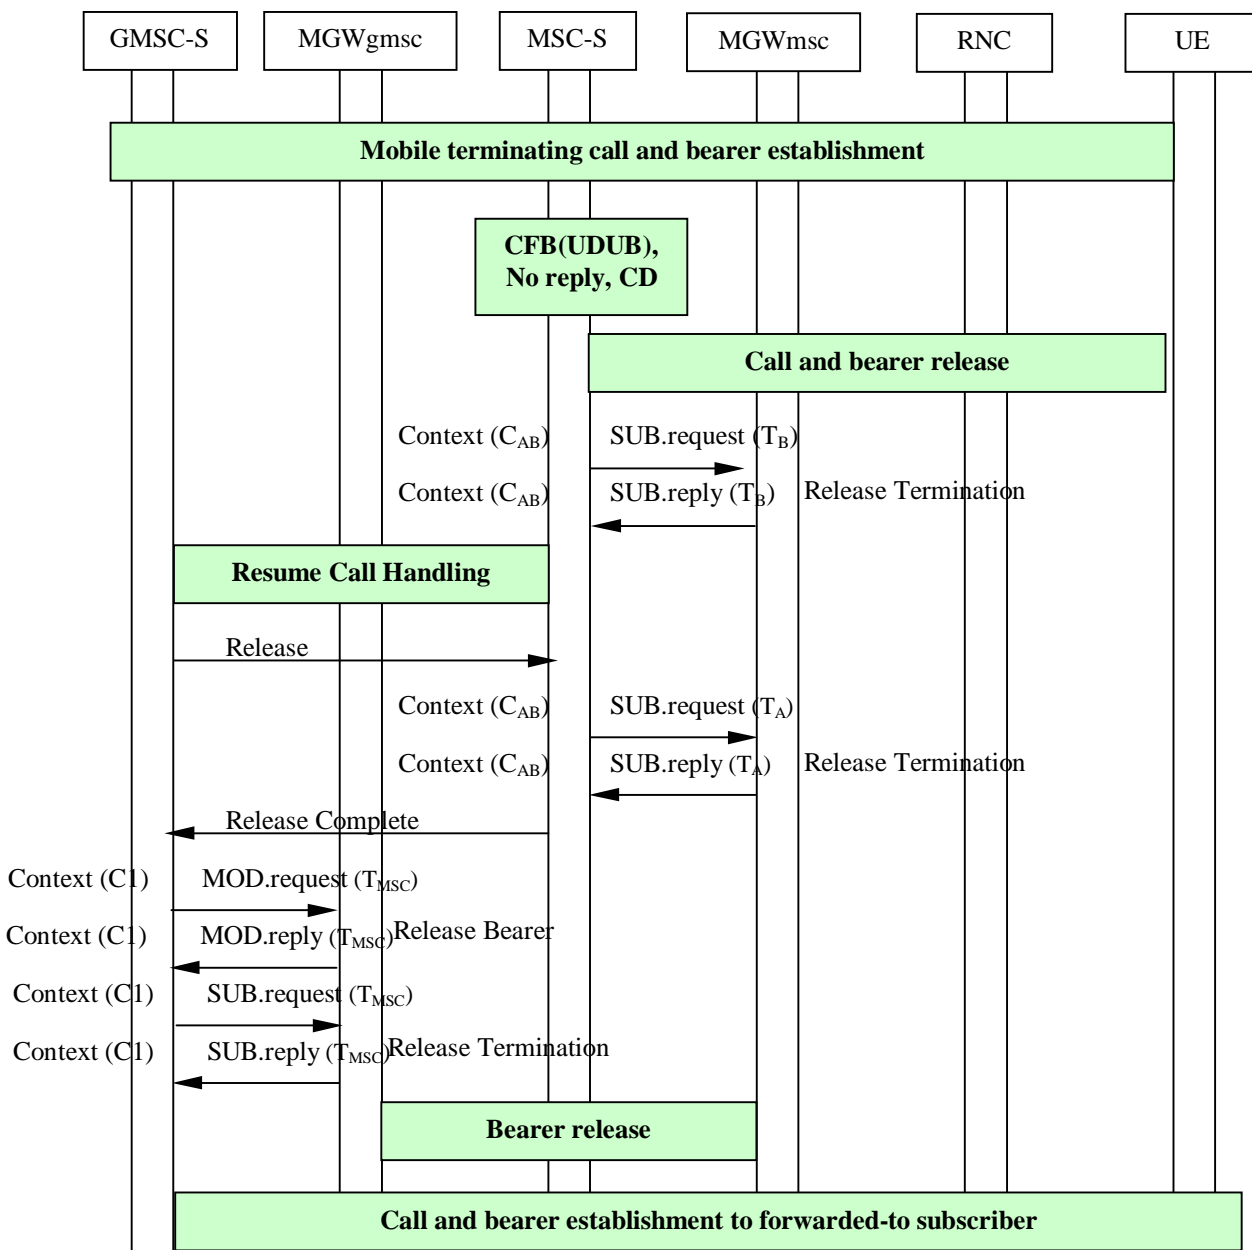 GMSC-S MGWgmsc MSC-S MGWmsc RNC UE
Mobile terminating call and bearer establishment
CFB(UDUB),
No reply, CD
Call and bearer release
Context (CAB) SUB.request (TB)
Context (CAB) SUB.reply (TB) Release Termination
Resume Call Handling
Release
Context (CAB) SUB.request (TA)
Context (CAB) SUB.reply (TA) Release Termination
Release Complete
Context (C1) MOD.request (TMSC)
Context (C1) MOD.reply (TMSC) Release Bearer
Context (C1) SUB.request (TMSC)
Context (C1) SUB.reply (TMSC) Release Termination
Bearer release
Call and bearer establishment to forwarded-to subscriber